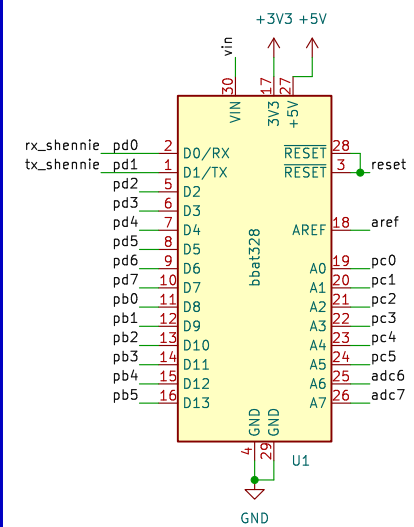 +3V3 +5V
vin
30 17 27
VIN 3V3 +5V
rx_shennie pd0 2 D0/RX RESET 28
tx_shennie pd1 1 D1/TX RESET 3 reset
pd2 5 D2
pd3 6 D3
pd4 7 D4 AREF 18 aref
pd5 8 D5
pd6 9 D6 A0 19 pc0
pd7 10 D7 A1 20 pc1
pb0 11 D8 A2 21 pc2
pb1 12 D9 A3 22 pc3
pb2 13 D10 A4 23 pc4
pb3 14 D11 A5 24 pc5
pb4 15 D12 A6 25 adc6
pb5 16 D13 A7 26 adc7
bbat328
GND GND
4 29
U1
GND